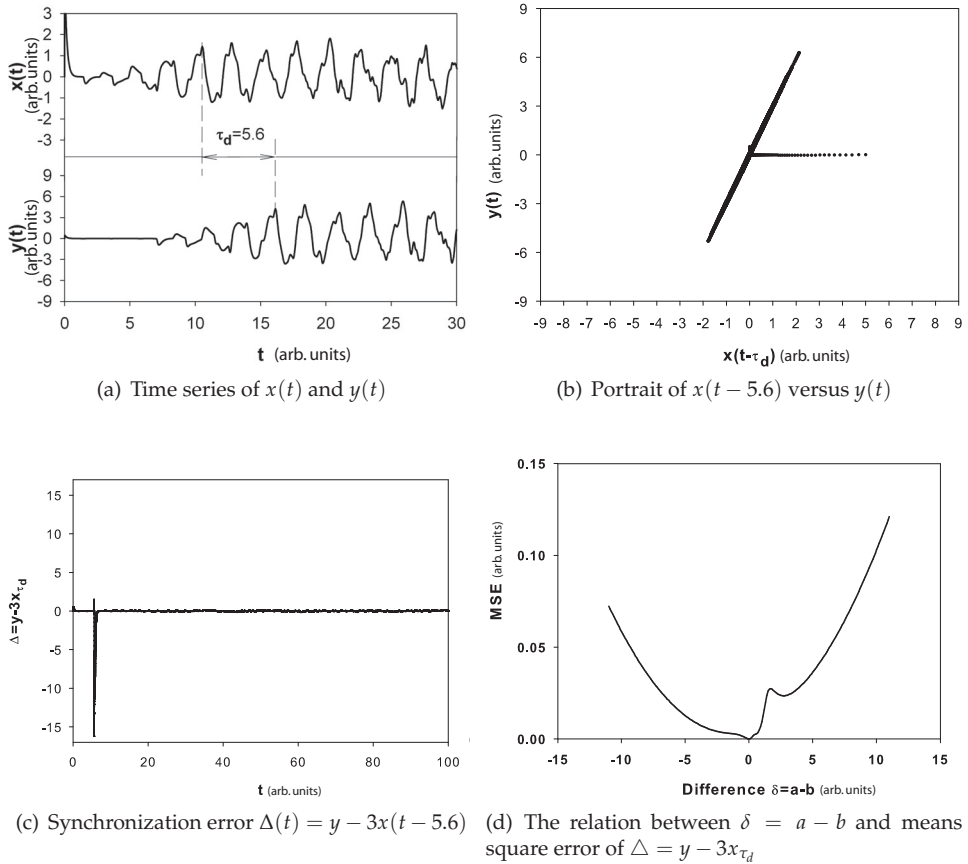 3
2
1
0
-1
-2
-3
x(t)
(arb. units)
τd=5.6
9
6
3
0
-3
-6
-9
y(t)
(arb. units)
0 5 10 15 20 25 30
t (arb. units)
(a) Time series of x(t) and y(t)
9
6
3
0
-3
-6
-9
y(t) (arb. units)
-9 -8 -7 -6 -5 -4 -3 -2 -1 0 1 2 3 4 5 6 7 8 9
x(t-τd) (arb. units)
(b) Portrait of x(t − 5.6) versus y(t)
15
10
5
0
-5
-10
-15
Δ=y-3xτd
0 20 40 60 80 100
t (arb. units)
(c) Synchronization error Δ(t) = y − 3x(t − 5.6)
0.15
0.10
0.05
0.00
MSE (arb. units)
-15 -10 -5 0 5 10 15
Difference δ=a-b (arb. units)
(d) The relation between δ = a − b and means
square error of △ = y − 3xτd